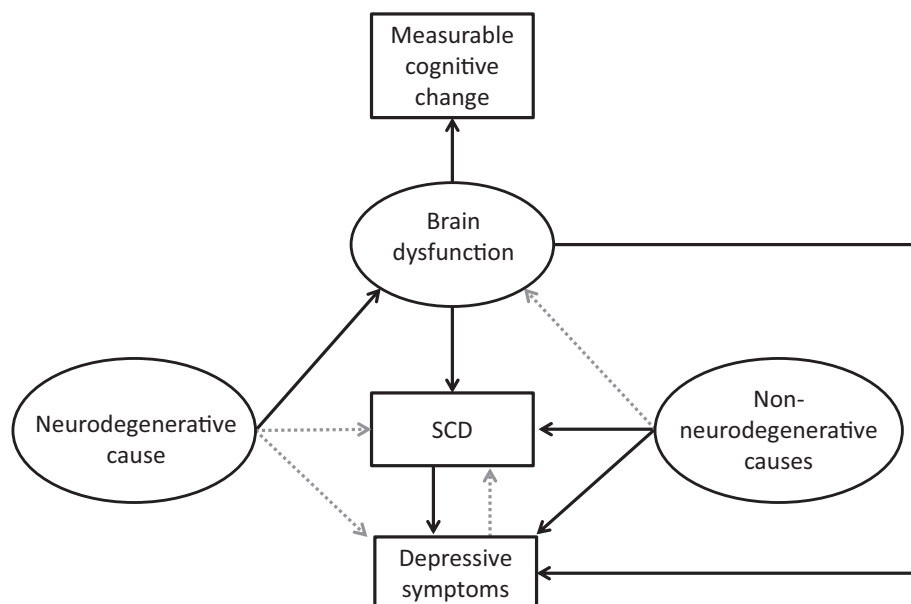 Measurable
cognitive
change
Brain
dysfunction
Neurodegenerative
cause
SCD
Non-
neurodegenerative
causes
Depressive
symptoms